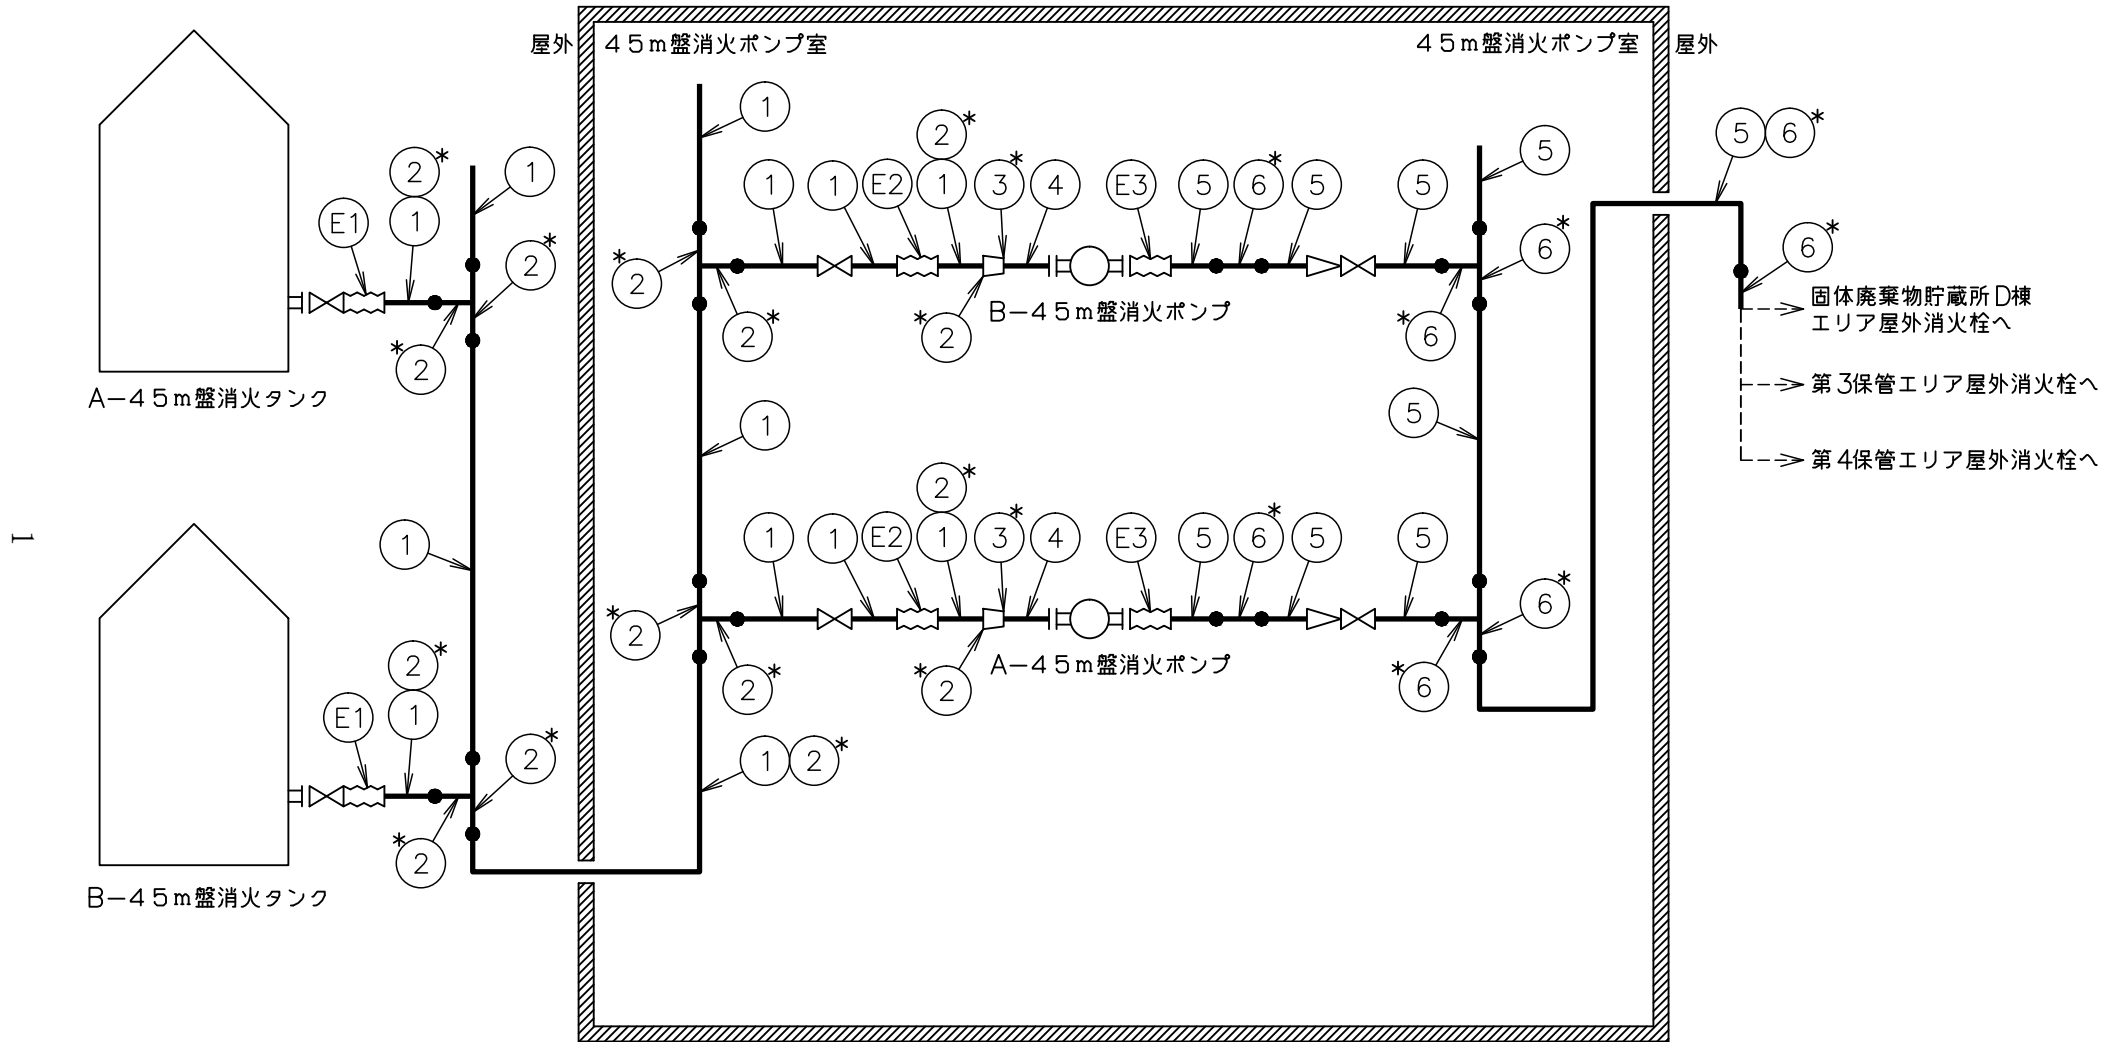 屋外
45m盤消火ポンプ室
45m盤消火ポンプ室
屋外
1
5 6*
2* 1
2*
5
E1 1
2*
1 1 E2 1 3* 4 E3 5 6* 5 5
6*
6*
*2
*2
2*
*2
*6
B-45m盤消火ポンプ
固体廃棄物貯蔵所D棟
エリア屋外消火栓へ
第3保管エリア屋外消火栓へ
第4保管エリア屋外消火栓へ
A-45m盤消火タンク
1
5
2*
1
1
1 1 E2 1 3* 4 E3 5 6* 5 5
6*
*2
2*
*2
*6
A-45m盤消火ポンプ
2*
E1 1
2*
1 2*
*2
B-45m盤消火タンク